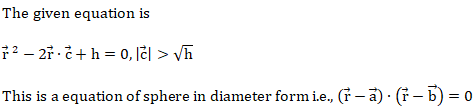 The given equation is
r⃗ ² − 2r⃗ · c⃗ + h = 0, |c⃗| > √h
This is a equation of sphere in diameter form i.e., (r⃗ − a⃗) · (r⃗ − b⃗) = 0